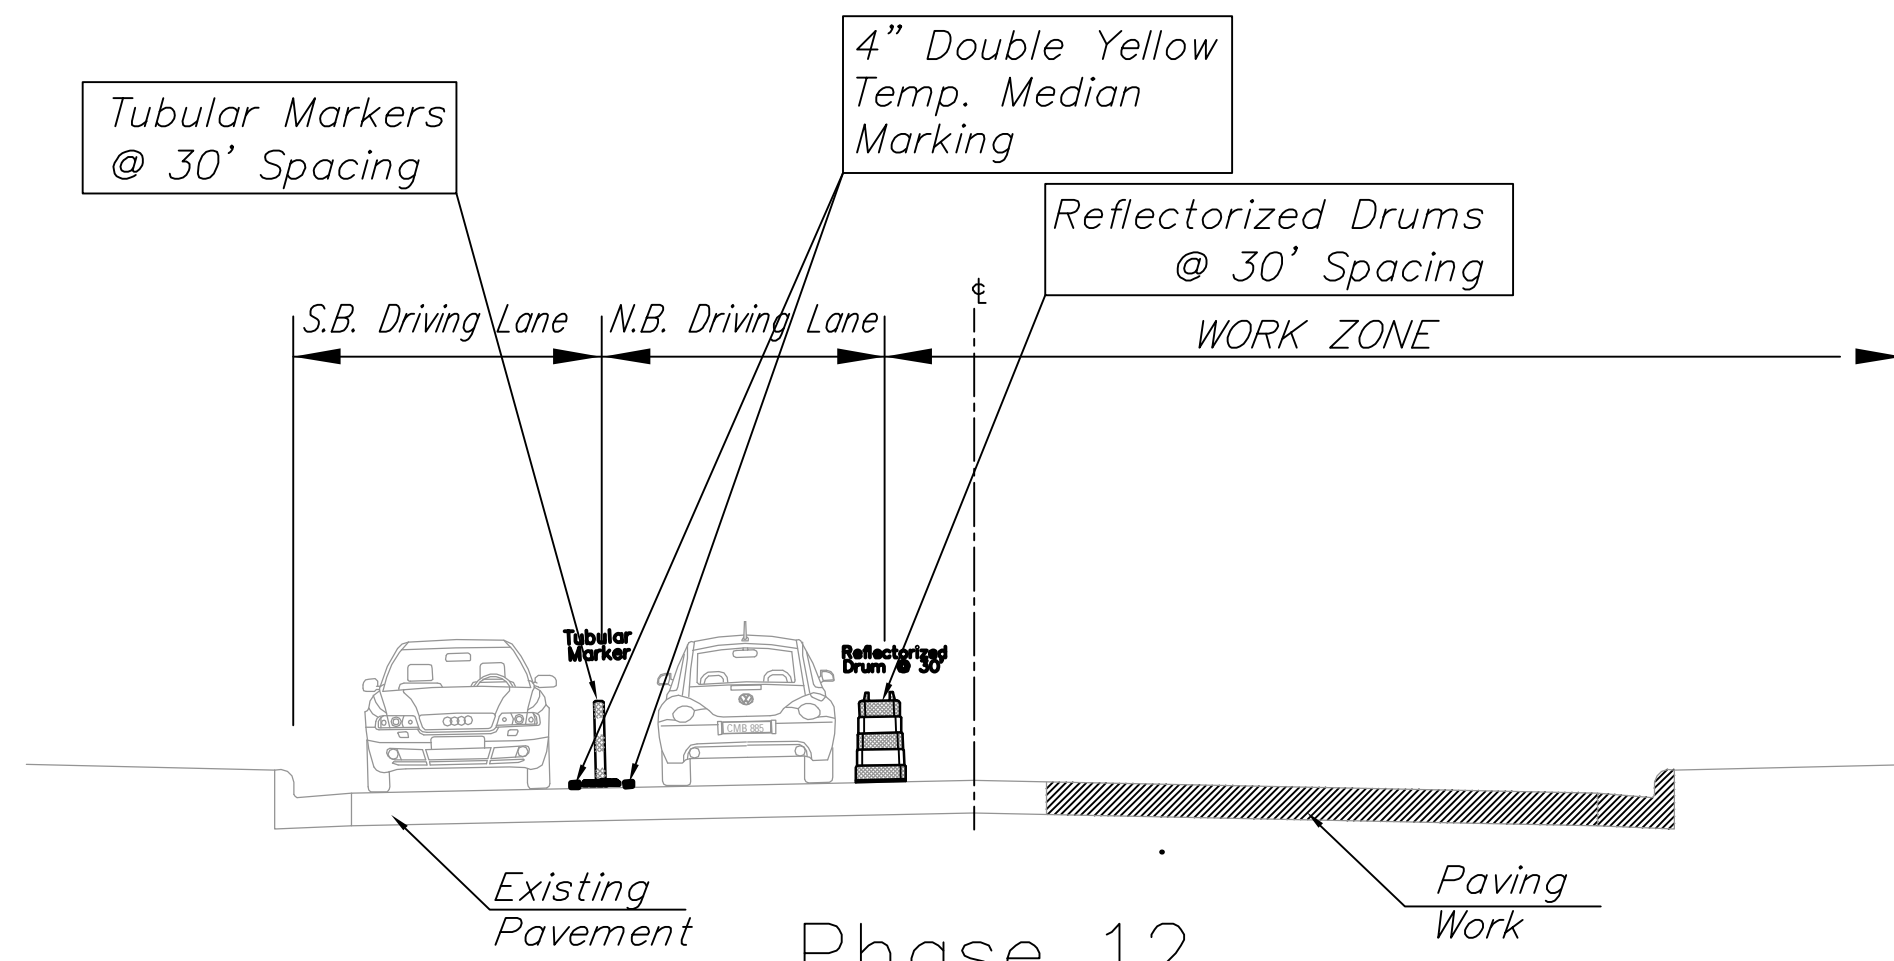 4” Double Yellow
Temp. Median
Marking
Tubular Markers
@ 30’ Spacing
Reflectorized Drums
@ 30’ Spacing
℄
S.B. Driving Lane
N.B. Driving Lane
WORK ZONE
Tubular
Marker
Reflectorized
Drum @ 30'
CMB 885
Existing
Pavement
Paving
Work
Phase 12